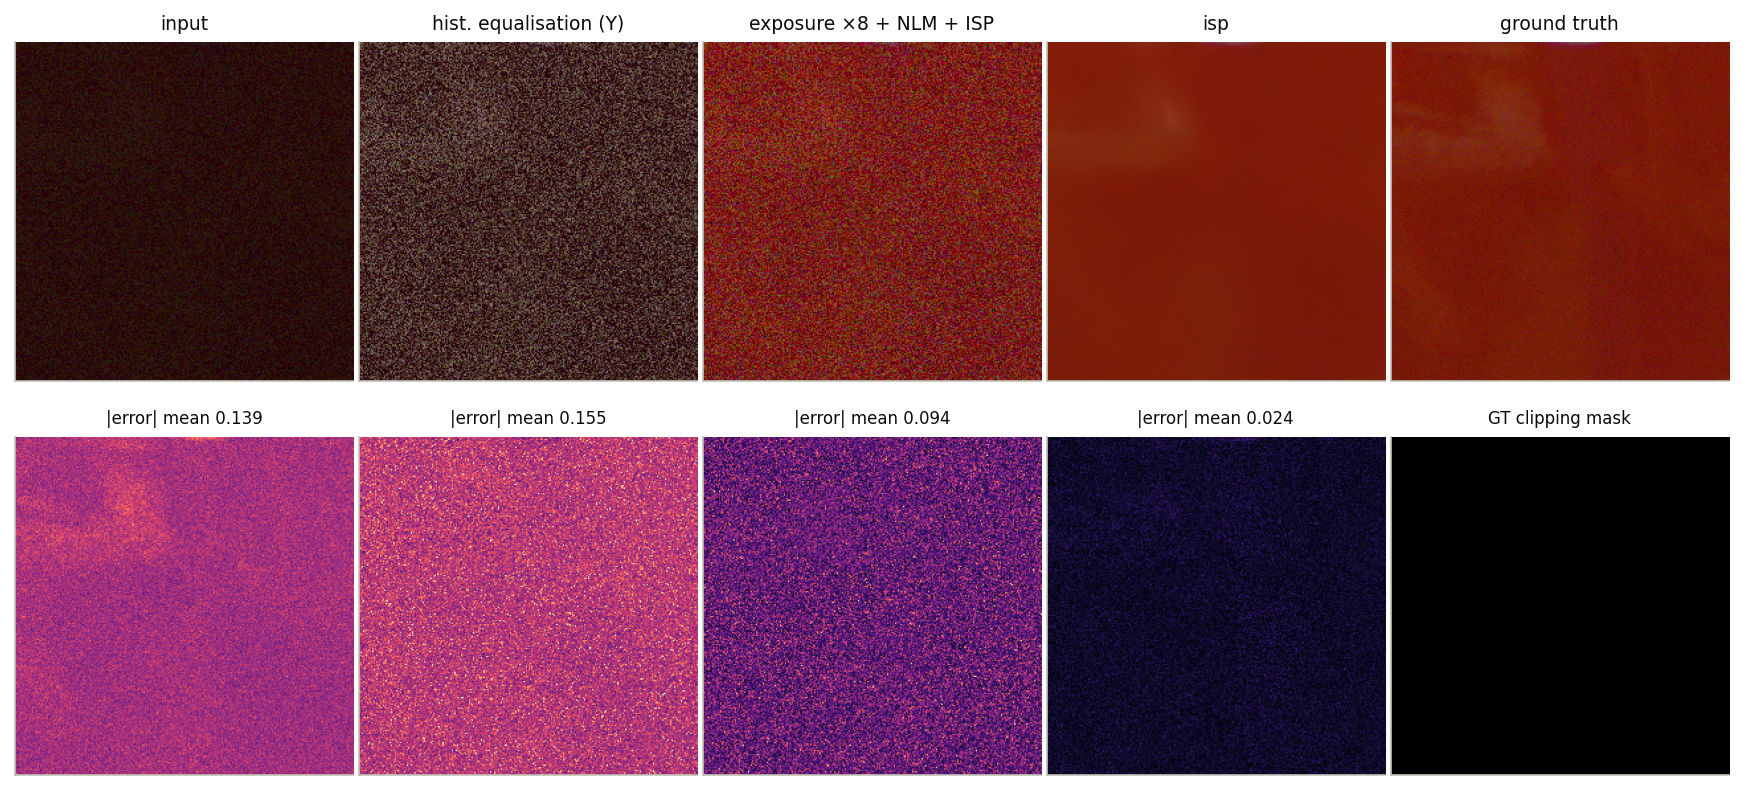 input
hist. equalisation (Y)
exposure ×8 + NLM + ISP
isp
ground truth
|error| mean 0.139
|error| mean 0.155
|error| mean 0.094
|error| mean 0.024
GT clipping mask